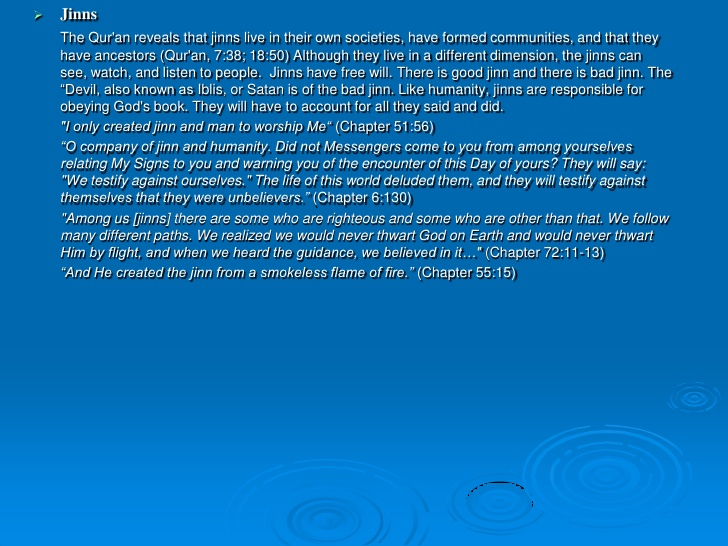 Jinns
The Qur'an reveals that jinns live in their own societies, have formed communities, and that they
have ancestors (Qur'an, 7:38; 18:50) Although they live in a different dimension, the jinns can
see, watch, and listen to people.  Jinns have free will. There is good jinn and there is bad jinn. The
“Devil, also known as Iblis, or Satan is of the bad jinn. Like humanity, jinns are responsible for
obeying God's book. They will have to account for all they said and did.
"I only created jinn and man to worship Me“ (Chapter 51:56)
“O company of jinn and humanity. Did not Messengers come to you from among yourselves
relating My Signs to you and warning you of the encounter of this Day of yours? They will say:
"We testify against ourselves." The life of this world deluded them, and they will testify against
themselves that they were unbelievers.” (Chapter 6:130)
"Among us [jinns] there are some who are righteous and some who are other than that. We follow
many different paths. We realized we would never thwart God on Earth and would never thwart
Him by flight, and when we heard the guidance, we believed in it…" (Chapter 72:11-13)
“And He created the jinn from a smokeless flame of fire.” (Chapter 55:15)